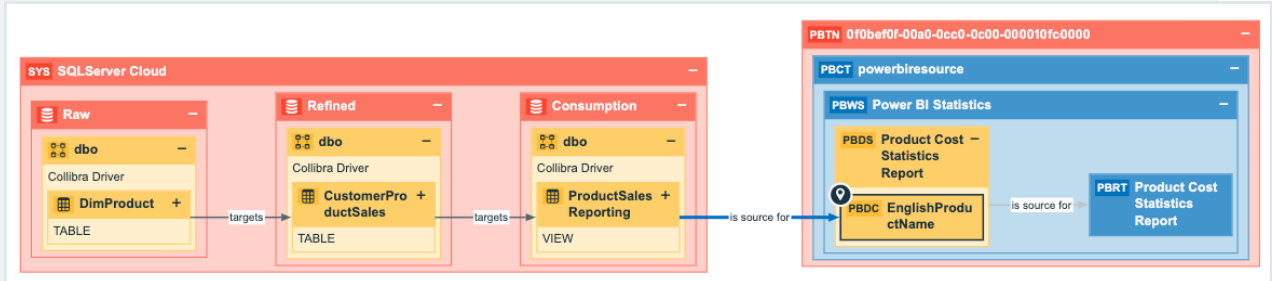 PBTN 0f0bef0f-00a0-0cc0-0c00-000010fc0000 −
SYS SQLServer Cloud −
PBCT powerbiresource −
Raw −
Refined −
Consumption −
PBWS Power BI Statistics −
dbo −
Collibra Driver
DimProduct +
TABLE
targets
dbo −
Collibra Driver
CustomerPro +
ductSales
TABLE
targets
dbo −
Collibra Driver
ProductSales +
Reporting
VIEW
is source for
PBDS Product Cost −
Statistics
Report
PBDC EnglishProdu
ctName
is source for
PBRT Product Cost
Statistics
Report